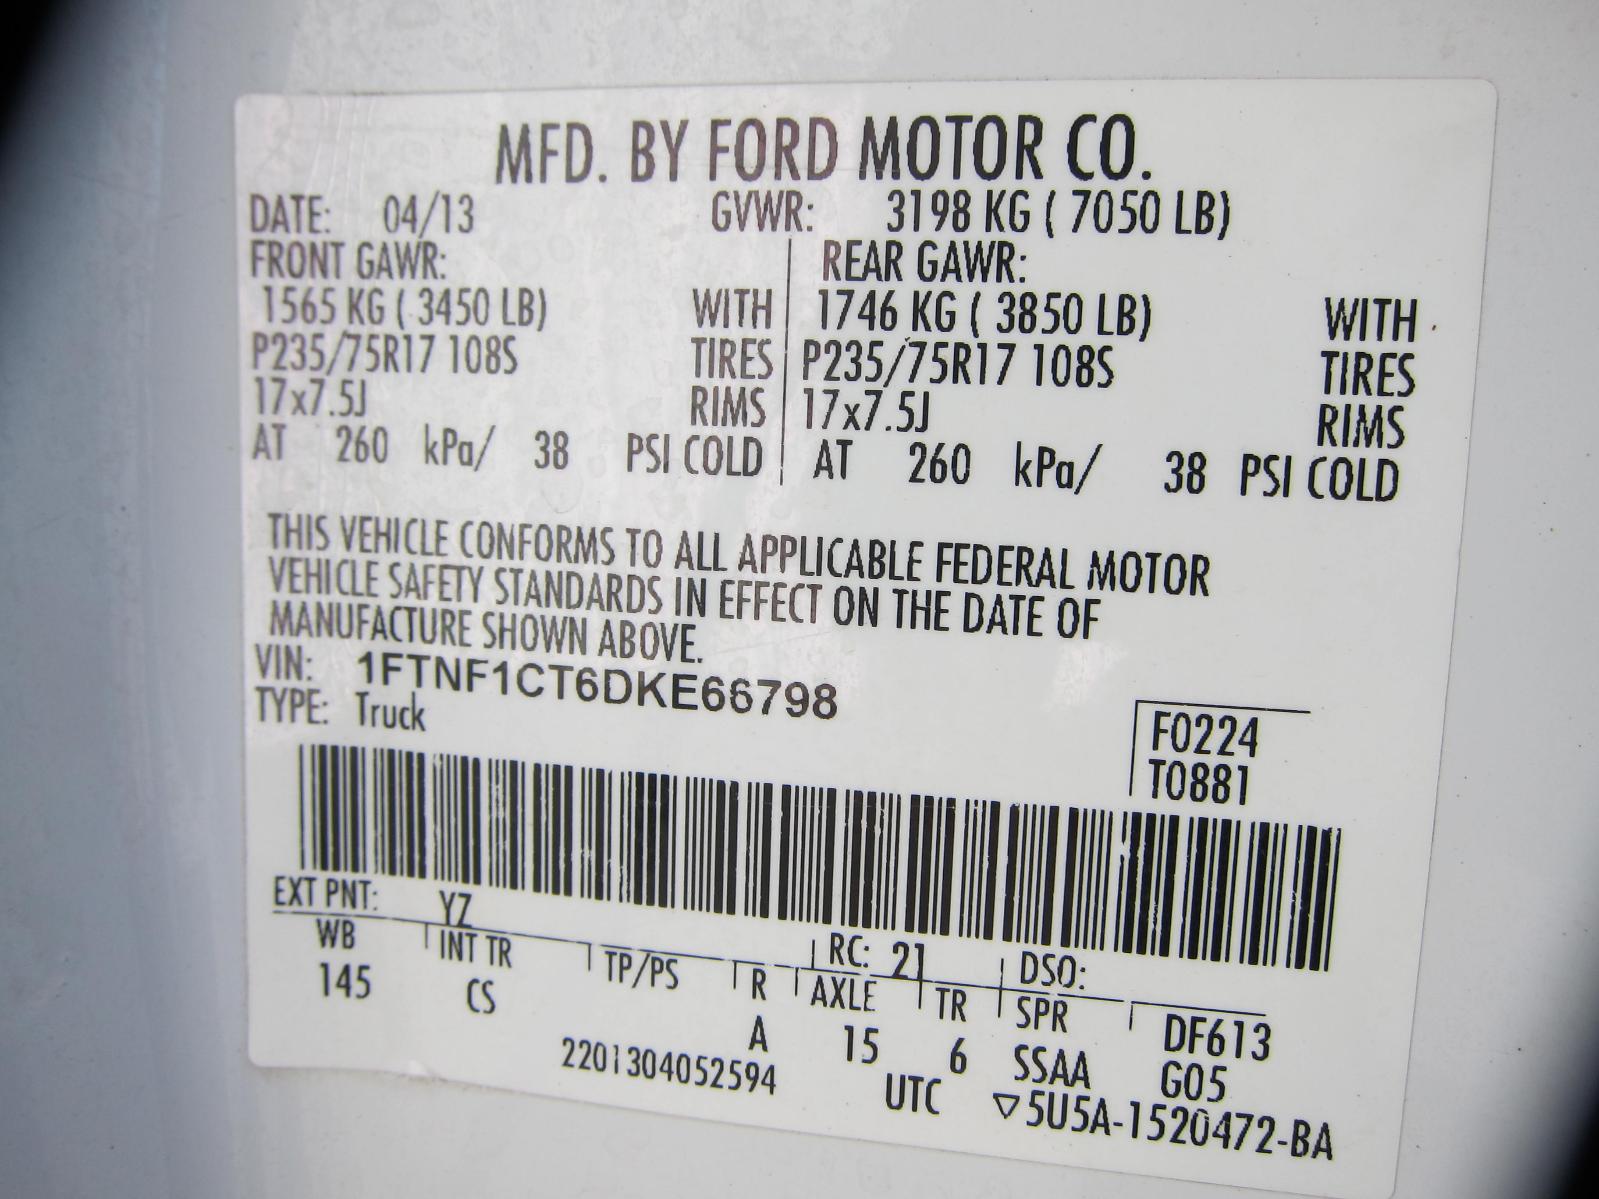 MFD. BY FORD MOTOR CO.
DATE: 04/13 GVWR: 3198 KG ( 7050 LB)
FRONT GAWR: REAR GAWR:
1565 KG ( 3450 LB) WITH 1746 KG ( 3850 LB) WITH
P235/75R17 108S TIRES P235/75R17 108S TIRES
17x7.5J RIMS 17x7.5J RIMS
AT 260 kPa/ 38 PSI COLD AT 260 kPa/ 38 PSI COLD
THIS VEHICLE CONFORMS TO ALL APPLICABLE FEDERAL MOTOR
VEHICLE SAFETY STANDARDS IN EFFECT ON THE DATE OF
MANUFACTURE SHOWN ABOVE.
VIN: 1FTNF1CT6DKE66798
TYPE: Truck
F0224
T0881
EXT PNT: YZ RC: 21 DSO:
WB INT TR TP/PS R AXLE TR SPR DF613
145 CS A 15 6 SSAA G05
2201304052594 UTC ▽5U5A-1520472-BA